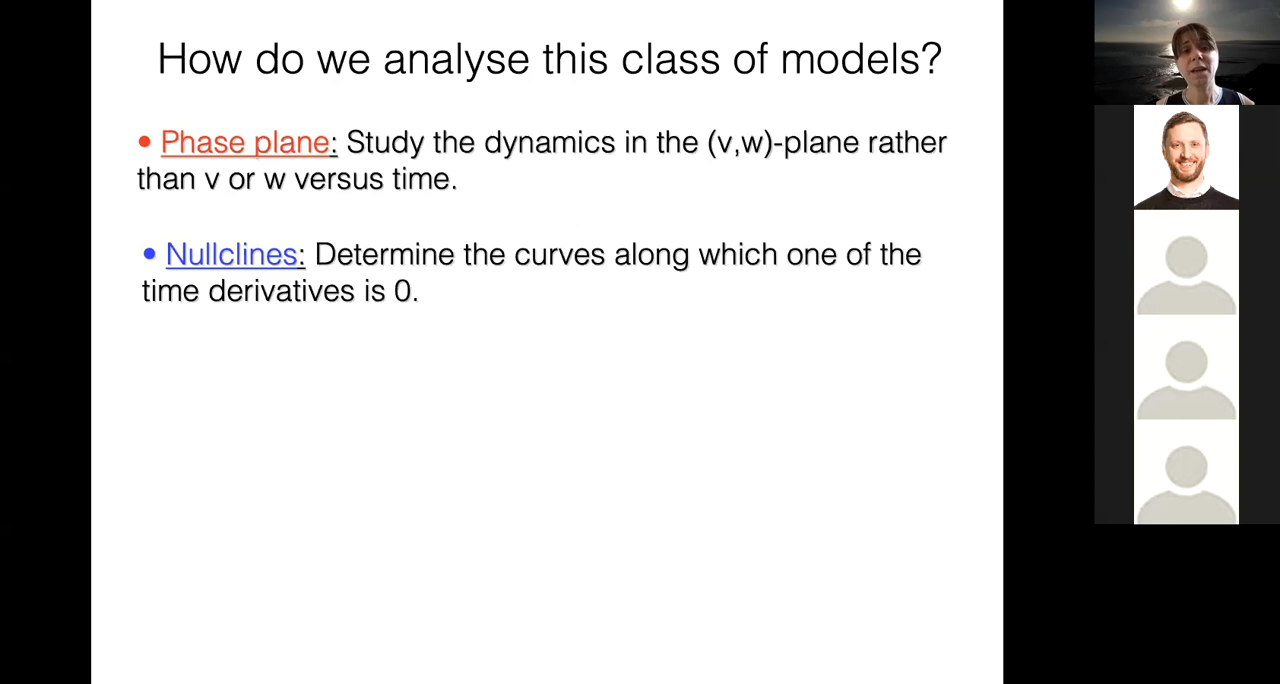 How do we analyse this class of models?
• Phase plane: Study the dynamics in the (v,w)-plane rather
than v or w versus time.
• Nullclines: Determine the curves along which one of the
time derivatives is 0.